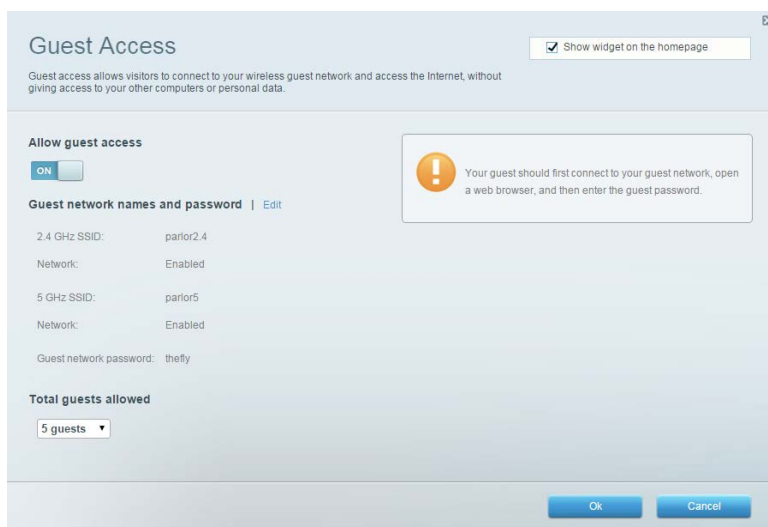 Guest Access
Show widget on the homepage
Guest access allows visitors to connect to your wireless guest network and access the Internet, without
giving access to your other computers or personal data.
Allow guest access
ON
Your guest should first connect to your guest network, open
a web browser, and then enter the guest password.
Guest network names and password | Edit
2.4 GHz SSID: parlor2.4
Network: Enabled
5 GHz SSID: parlor5
Network: Enabled
Guest network password: thefly
Total guests allowed
5 guests
Ok Cancel